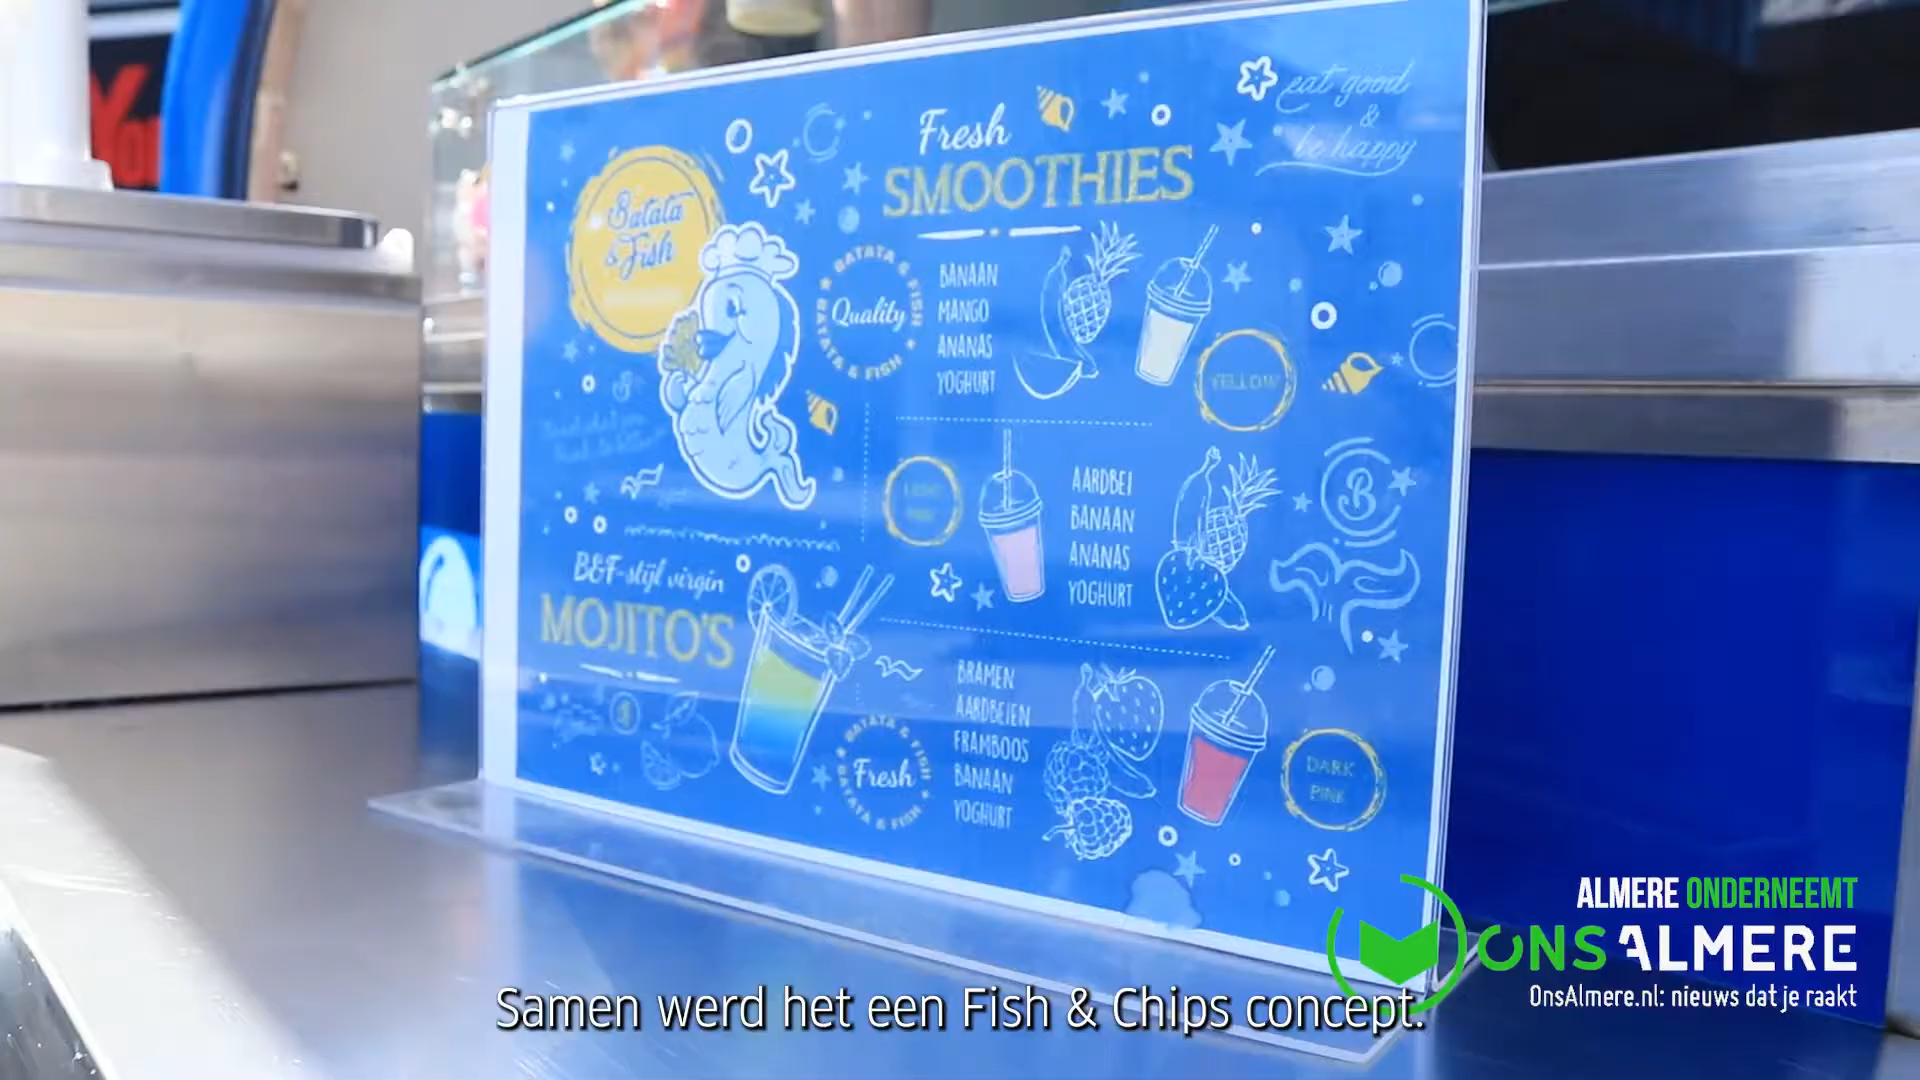 You
eat good
&
be happy
Fresh
SMOOTHIES
Batata
& Fish
BATATA & FISH
Quality
BATATA & FISH
BANAAN
MANGO
ANANAS
YOGHURT
YELLOW
AARDBEI
BANAAN
ANANAS
YOGHURT
B
B&F-stijl virgin
MOJITO'S
BATATA & FISH
Fresh
BATATA & FISH
BRAMEN
AARDBEIEN
FRAMBOOS
BANAAN
YOGHURT
DARK
PINK
ALMERE ONDERNEEMT
ONSALMERE
OnsAlmere.nl: nieuws dat je raakt
Samen werd het een Fish & Chips concept.